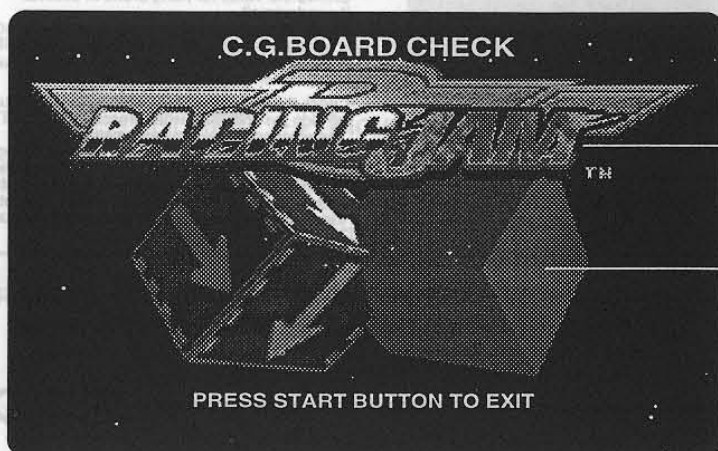 C.G.BOARD CHECK
RACING JAM
TM
PRESS START BUTTON TO EXIT